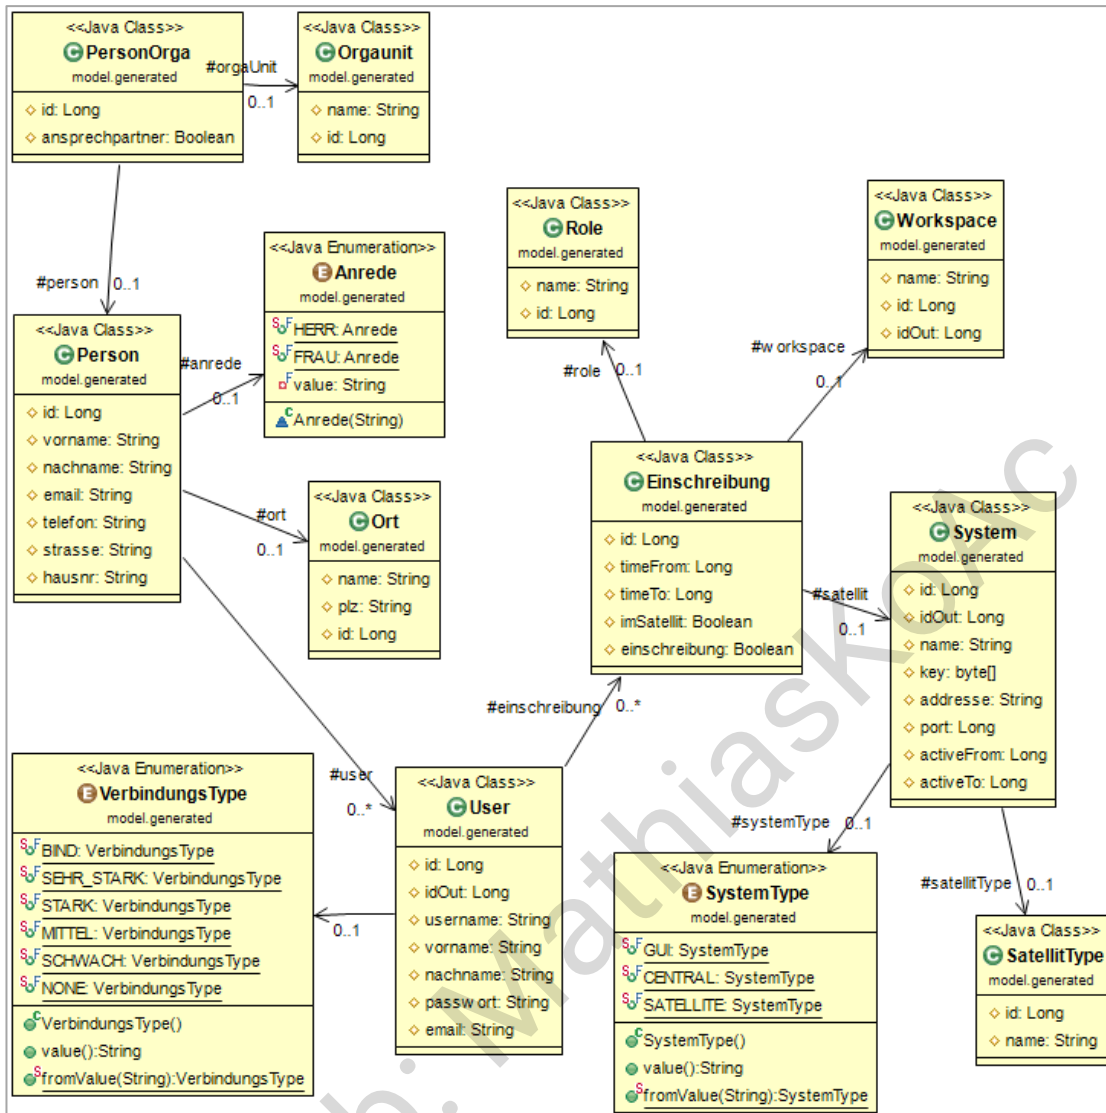 <<Java Class>>
PersonOrga
model.generated
id: Long
ansprechpartner: Boolean
#orgaUnit
0..1
<<Java Class>>
Orgaunit
model.generated
name: String
id: Long
#person
0..1
<<Java Class>>
Role
model.generated
name: String
id: Long
<<Java Class>>
Workspace
model.generated
name: String
id: Long
idOut: Long
<<Java Enumeration>>
Anrede
model.generated
HERR: Anrede
FRAU: Anrede
value: String
Anrede(String)
<<Java Class>>
Person
model.generated
id: Long
vorname: String
nachname: String
email: String
telefon: String
strasse: String
hausnr: String
#anrede
0..1
#role
0..1
#workspace
0..1
#ort
0..1
<<Java Class>>
Ort
model.generated
name: String
plz: String
id: Long
<<Java Class>>
Einschreibung
model.generated
id: Long
timeFrom: Long
timeTo: Long
imSatellit: Boolean
einschreibung: Boolean
#satellit
0..1
<<Java Class>>
System
model.generated
id: Long
idOut: Long
name: String
key: byte[]
addresse: String
port: Long
activeFrom: Long
activeTo: Long
#einschreibung
0..*
#user
0..*
<<Java Enumeration>>
VerbindungsType
model.generated
BIND: VerbindungsType
SEHR_STARK: VerbindungsType
STARK: VerbindungsType
MITTEL: VerbindungsType
SCHWACH: VerbindungsType
NONE: VerbindungsType
VerbindungsType()
value():String
fromValue(String):VerbindungsType
0..1
<<Java Class>>
User
model.generated
id: Long
idOut: Long
username: String
vorname: String
nachname: String
passwort: String
email: String
#systemType
0..1
<<Java Enumeration>>
SystemType
model.generated
GUI: SystemType
CENTRAL: SystemType
SATELLITE: SystemType
SystemType()
value():String
fromValue(String):SystemType
#satellitType
0..1
<<Java Class>>
SatellitType
model.generated
id: Long
name: String
b: MathiasKoAc